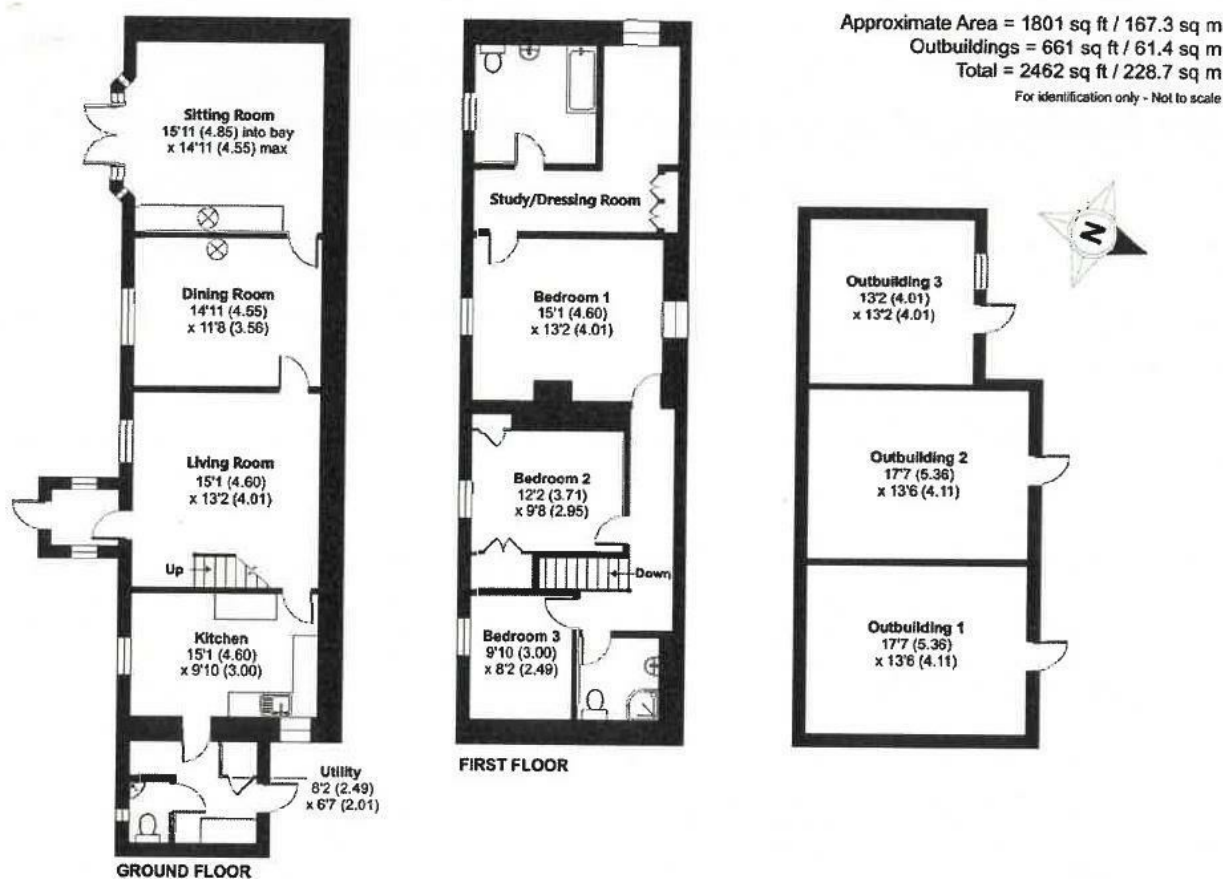 Approximate Area = 1801 sq ft / 167.3 sq m
Outbuildings = 661 sq ft / 61.4 sq m
Total = 2462 sq ft / 228.7 sq m
For identification only - Not to scale
Sitting Room
15'11 (4.85) into bay
x 14'11 (4.55) max
Dining Room
14'11 (4.55)
x 11'8 (3.56)
Living Room
15'1 (4.60)
x 13'2 (4.01)
Up
Kitchen
15'1 (4.60)
x 9'10 (3.00)
Utility
8'2 (2.49)
x 6'7 (2.01)
GROUND FLOOR
Study/Dressing Room
Bedroom 1
15'1 (4.60)
x 13'2 (4.01)
Bedroom 2
12'2 (3.71)
x 9'8 (2.95)
Down
Bedroom 3
9'10 (3.00)
x 8'2 (2.49)
FIRST FLOOR
N
Outbuilding 3
13'2 (4.01)
x 13'2 (4.01)
Outbuilding 2
17'7 (5.36)
x 13'6 (4.11)
Outbuilding 1
17'7 (5.36)
x 13'6 (4.11)